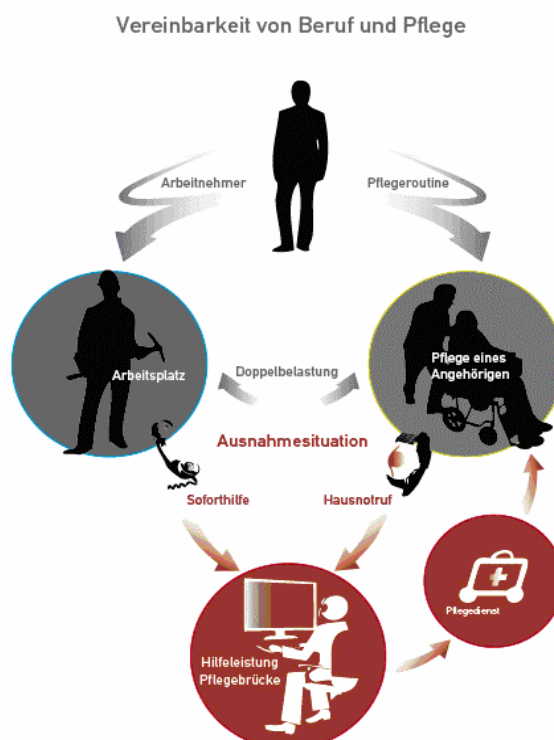 Vereinbarkeit von Beruf und Pflege
Arbeitnehmer
Pflegeroutine
Arbeitsplatz
Pflege eines
Angehörigen
Doppelbelastung
Ausnahmesituation
Soforthilfe
Hausnotruf
Pflegedienst
Hilfeleistung
Pflegebrücke